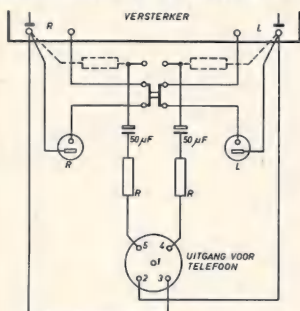 VERSTERKER
R L
50µF 50µF
R L
R R
5 4
1
2 3
UITGANG VOOR
TELEFOON